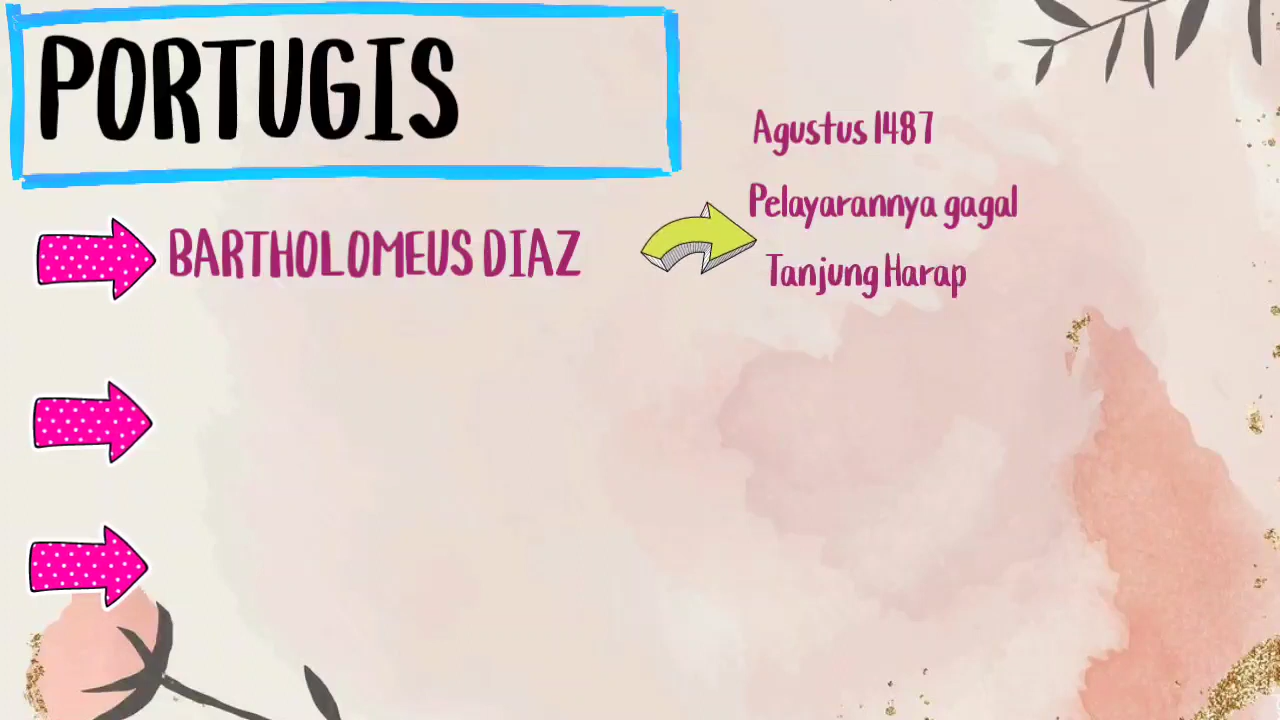 PORTUGIS
BARTHOLOMEUS DIAZ
Agustus 1487
Pelayarannya gagal
Tanjung Harap